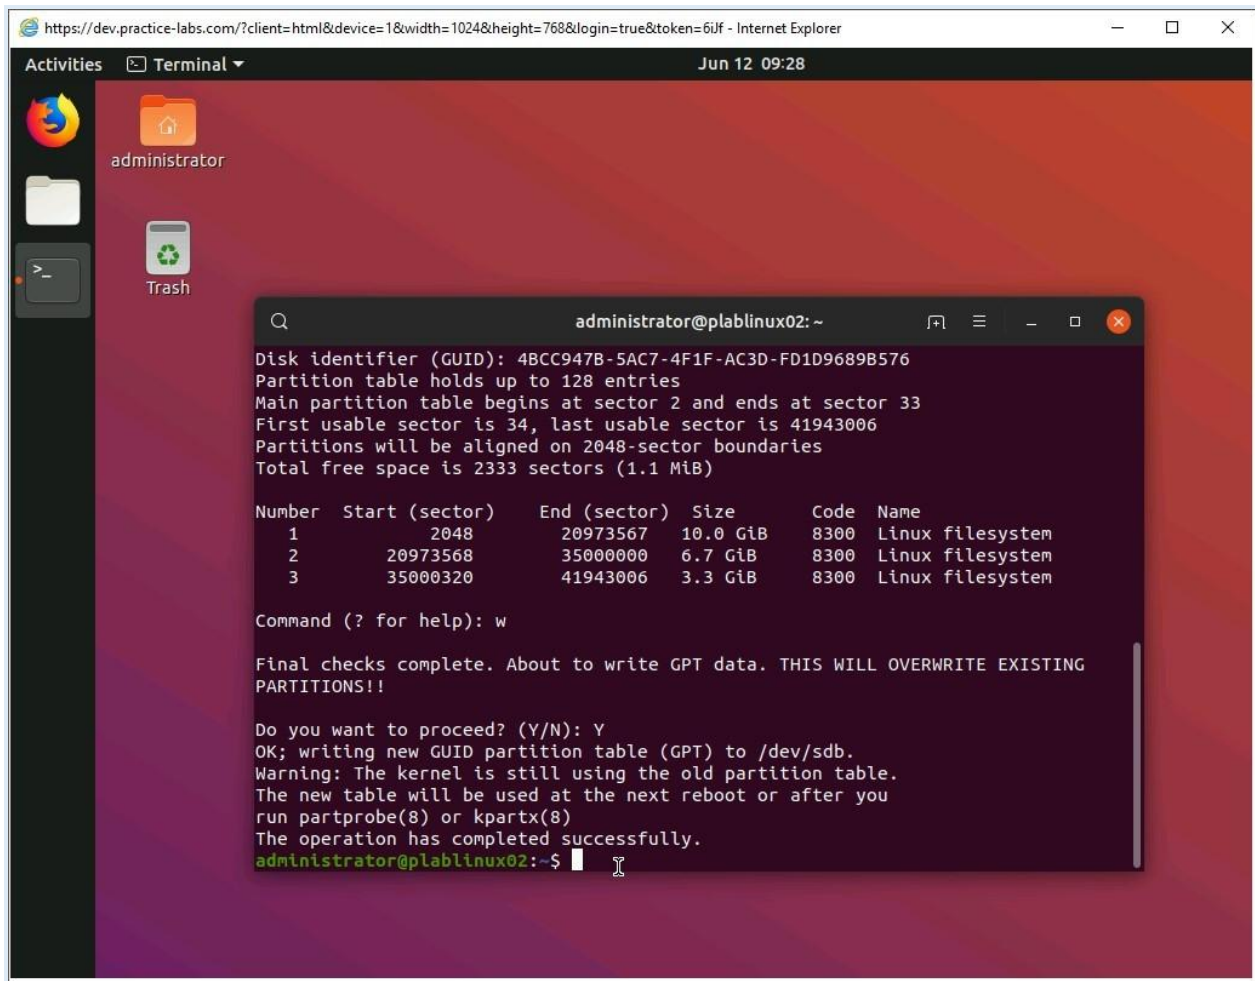 https://dev.practice-labs.com/?client=html&device=1&width=1024&height=768&login=true&token=6iJf - Internet Explorer
Activities Terminal Jun 12 09:28
administrator
Trash
administrator@plablinux02: ~
Disk identifier (GUID): 4BCC947B-5AC7-4F1F-AC3D-FD1D9689B576
Partition table holds up to 128 entries
Main partition table begins at sector 2 and ends at sector 33
First usable sector is 34, last usable sector is 41943006
Partitions will be aligned on 2048-sector boundaries
Total free space is 2333 sectors (1.1 MiB)
Number Start (sector) End (sector) Size Code Name
1 2048 20973567 10.0 GiB 8300 Linux filesystem
2 20973568 35000000 6.7 GiB 8300 Linux filesystem
3 35000320 41943006 3.3 GiB 8300 Linux filesystem
Command (? for help): w
Final checks complete. About to write GPT data. THIS WILL OVERWRITE EXISTING
PARTITIONS!!
Do you want to proceed? (Y/N): Y
OK; writing new GUID partition table (GPT) to /dev/sdb.
Warning: The kernel is still using the old partition table.
The new table will be used at the next reboot or after you
run partprobe(8) or kpartx(8)
The operation has completed successfully.
administrator@plablinux02:~$